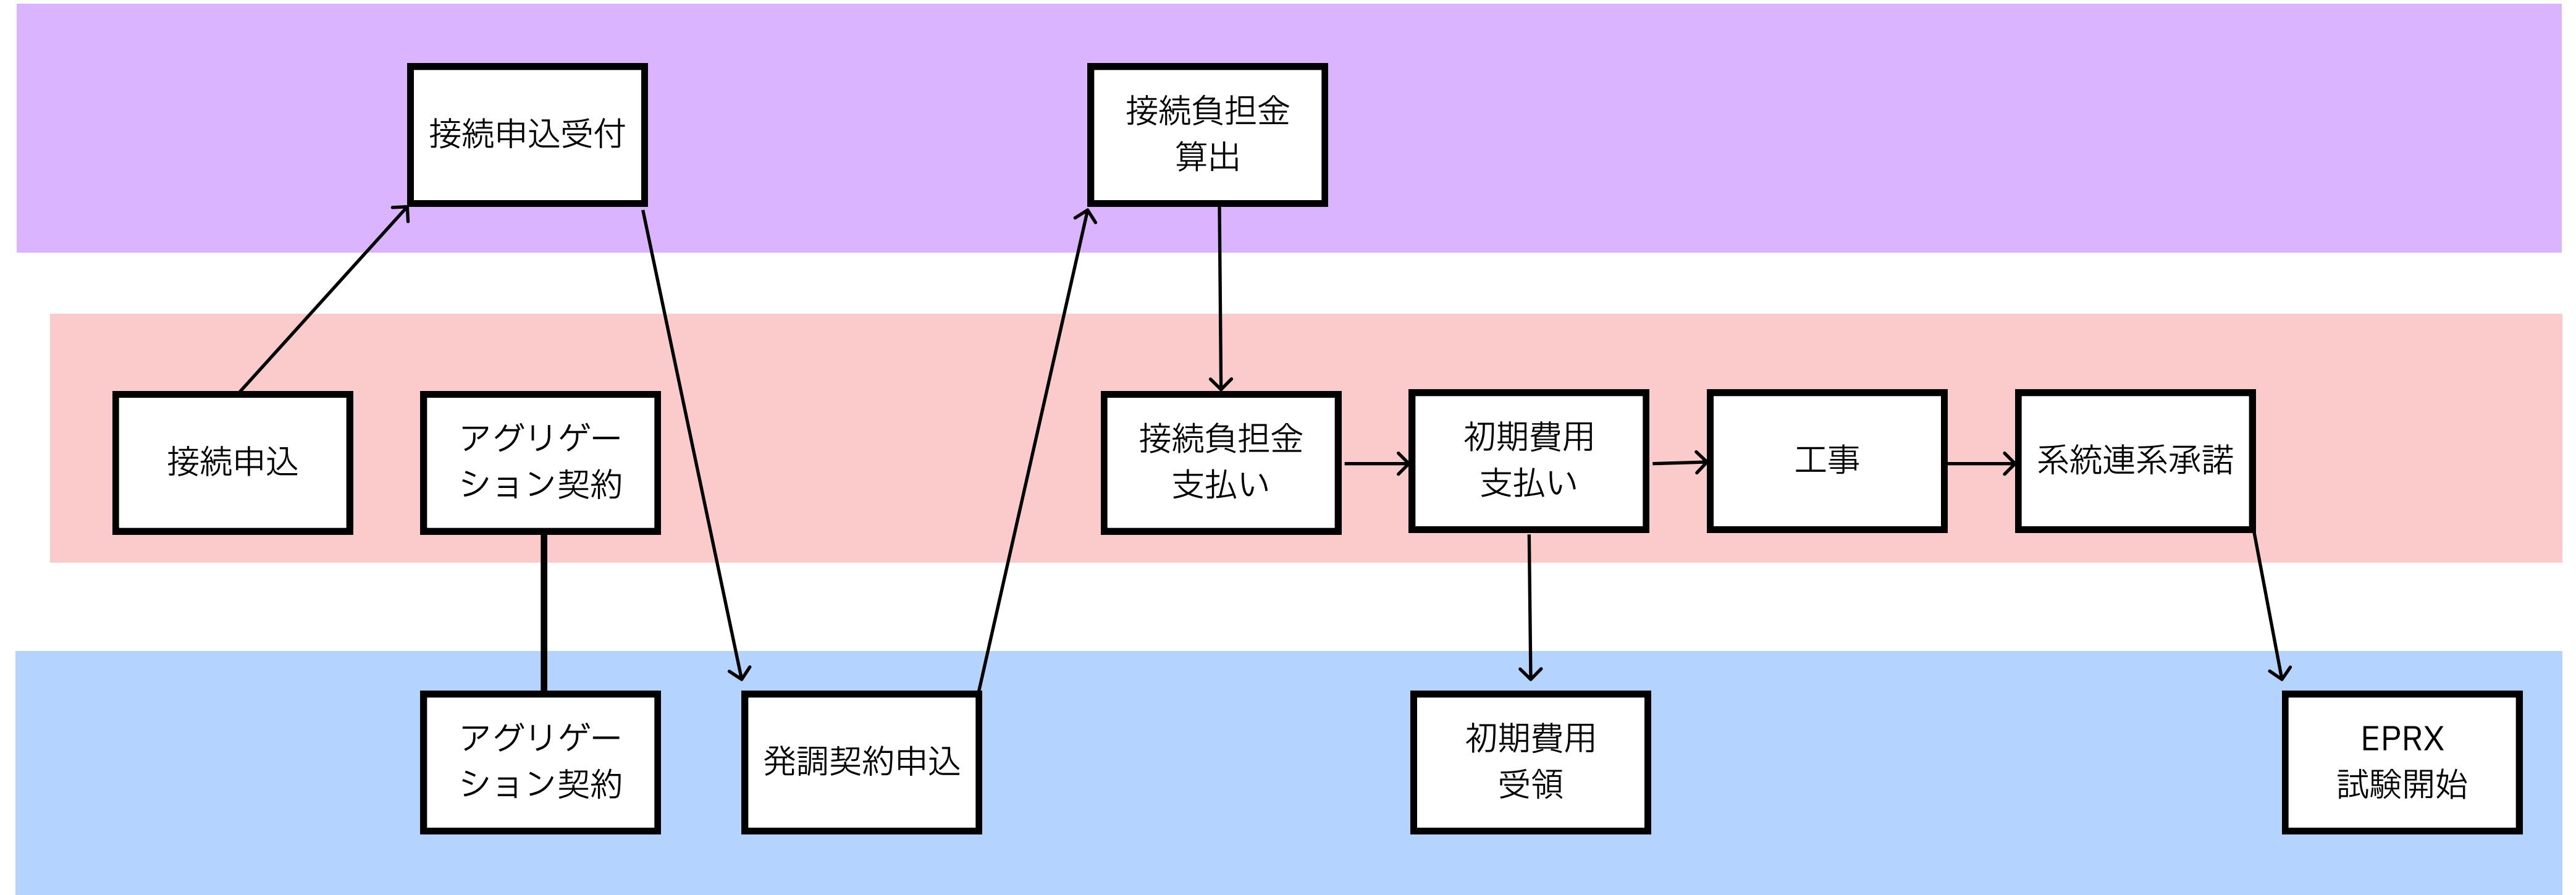 接続申込受付
接続負担金
算出
接続申込
アグリゲー
ション契約
接続負担金
支払い
初期費用
支払い
工事
系統連系承諾
アグリゲー
ション契約
発調契約申込
初期費用
受領
EPRX
試験開始